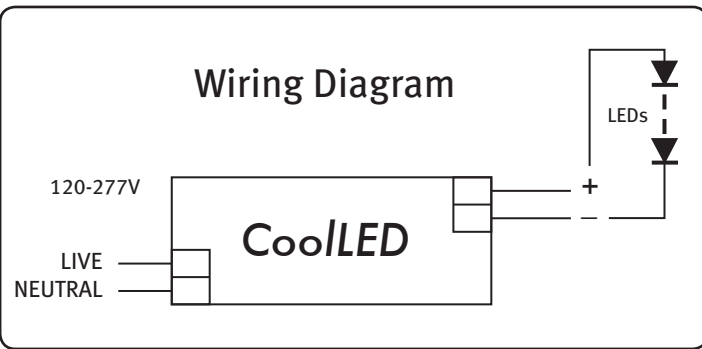 Wiring Diagram
LEDs
120-277V
+
CoolLED
–
LIVE
NEUTRAL